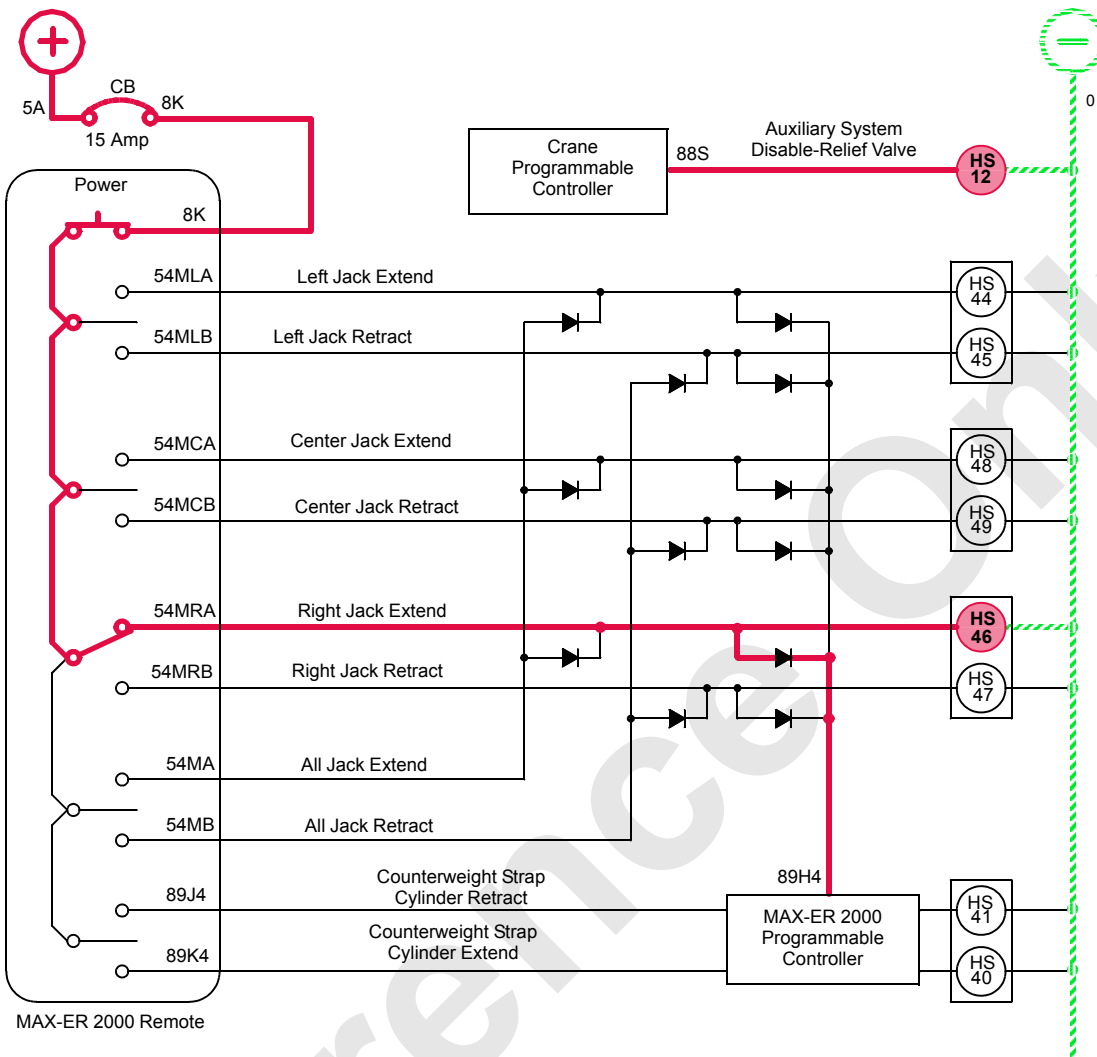 5A
CB
8K
15 Amp
0
Power
8K
Crane
Programmable
Controller
88S
Auxiliary System
Disable-Relief Valve
HS
12
54MLA
Left Jack Extend
HS
44
54MLB
Left Jack Retract
HS
45
54MCA
Center Jack Extend
HS
48
54MCB
Center Jack Retract
HS
49
54MRA
Right Jack Extend
HS
46
54MRB
Right Jack Retract
HS
47
54MA
All Jack Extend
54MB
All Jack Retract
89J4
Counterweight Strap
Cylinder Retract
89H4
MAX-ER 2000
Programmable
Controller
HS
41
89K4
Counterweight Strap
Cylinder Extend
HS
40
MAX-ER 2000 Remote